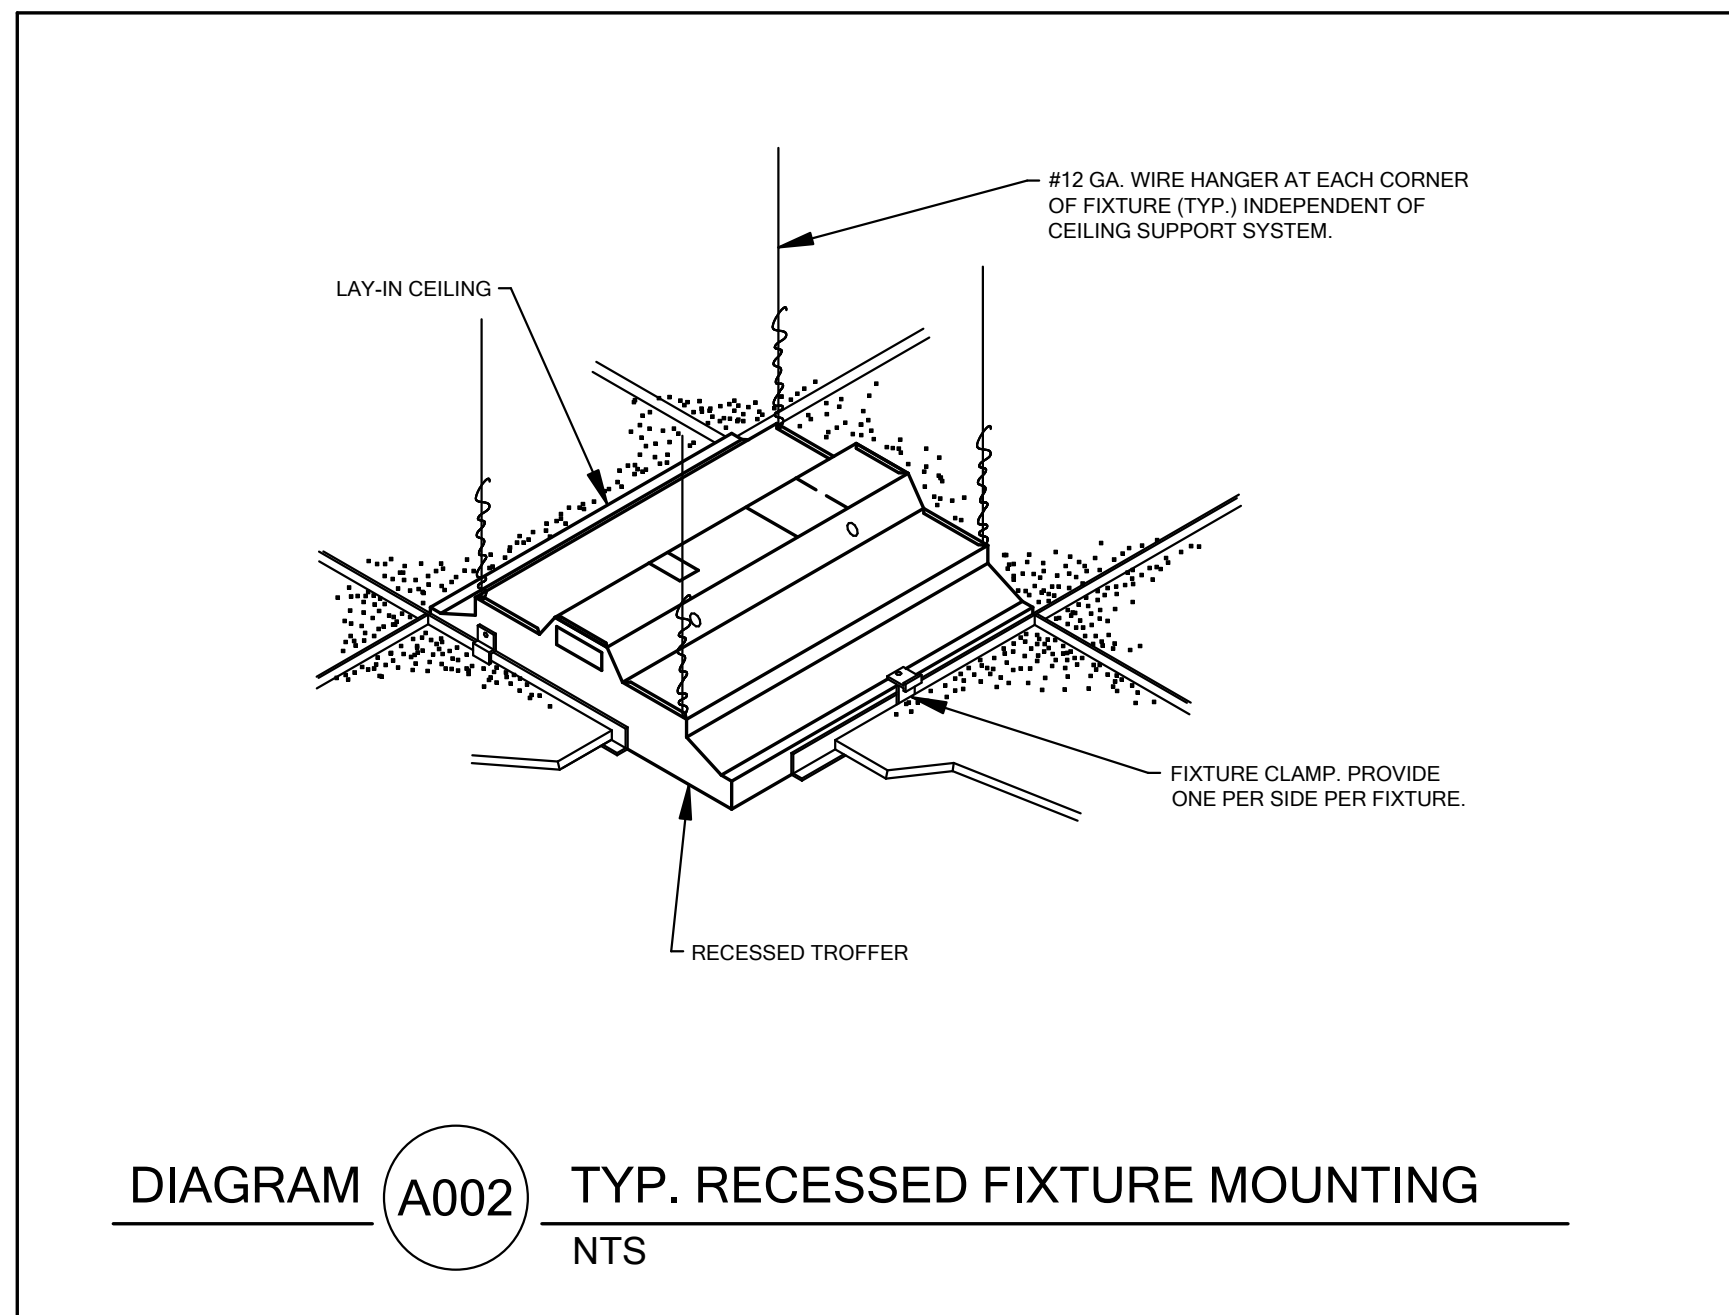 #12 GA. WIRE HANGER AT EACH CORNER
OF FIXTURE (TYP.) INDEPENDENT OF
CEILING SUPPORT SYSTEM.
LAY-IN CEILING
FIXTURE CLAMP. PROVIDE
ONE PER SIDE PER FIXTURE.
RECESSED TROFFER
DIAGRAM A002 TYP. RECESSED FIXTURE MOUNTING
NTS